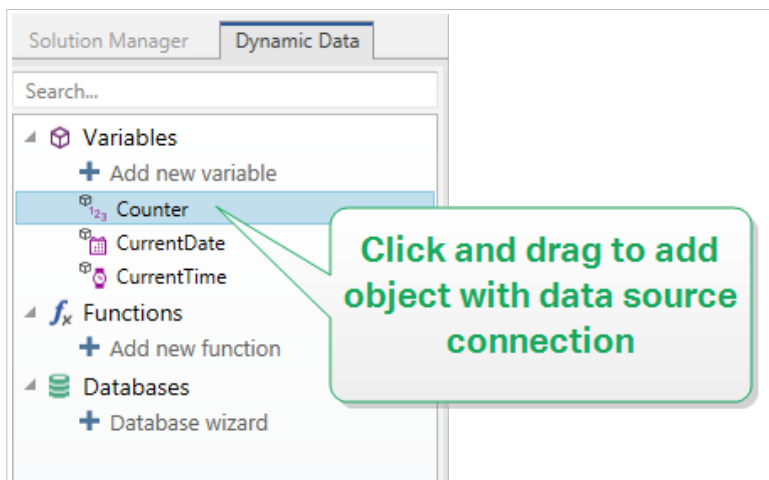 Solution Manager
Dynamic Data
Search...
Variables
Add new variable
Counter
CurrentDate
CurrentTime
Functions
Add new function
Databases
Database wizard
Click and drag to add
object with data source
connection